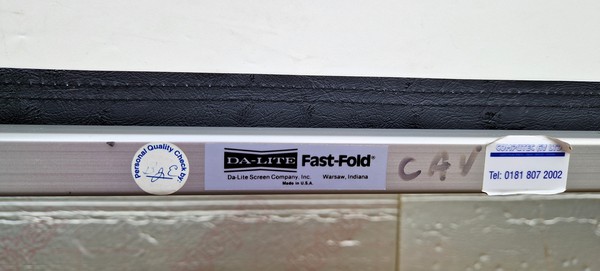 Personal Quality Check by:
DA-LITE Fast-Fold®
Da-Lite Screen Company, Inc. Warsaw, Indiana
Made in U.S.A.
CAV
Tel: 0181 807 2002